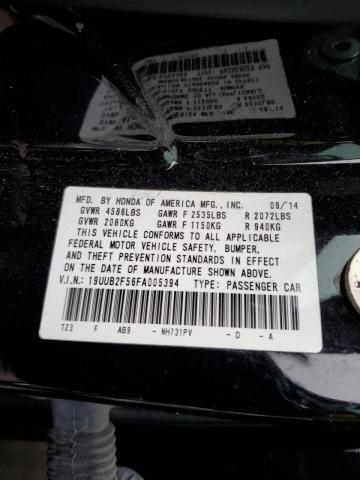 MFD. BY HONDA OF AMERICA MFG., INC. 09/14
GVWR 4586LBS GAWR F 2535LBS R 2072LBS
GVWR 2080KG GAWR F 1150KG R 940KG
THIS VEHICLE CONFORMS TO ALL APPLICABLE
FEDERAL MOTOR VEHICLE SAFETY, BUMPER,
AND THEFT PREVENTION STANDARDS IN EFFECT
ON THE DATE OF MANUFACTURE SHOWN ABOVE.
V.I.N.: 19UUB2F56FA005394 TYPE: PASSENGER CAR
TZ3 F AB9 - NH731PV - D - A